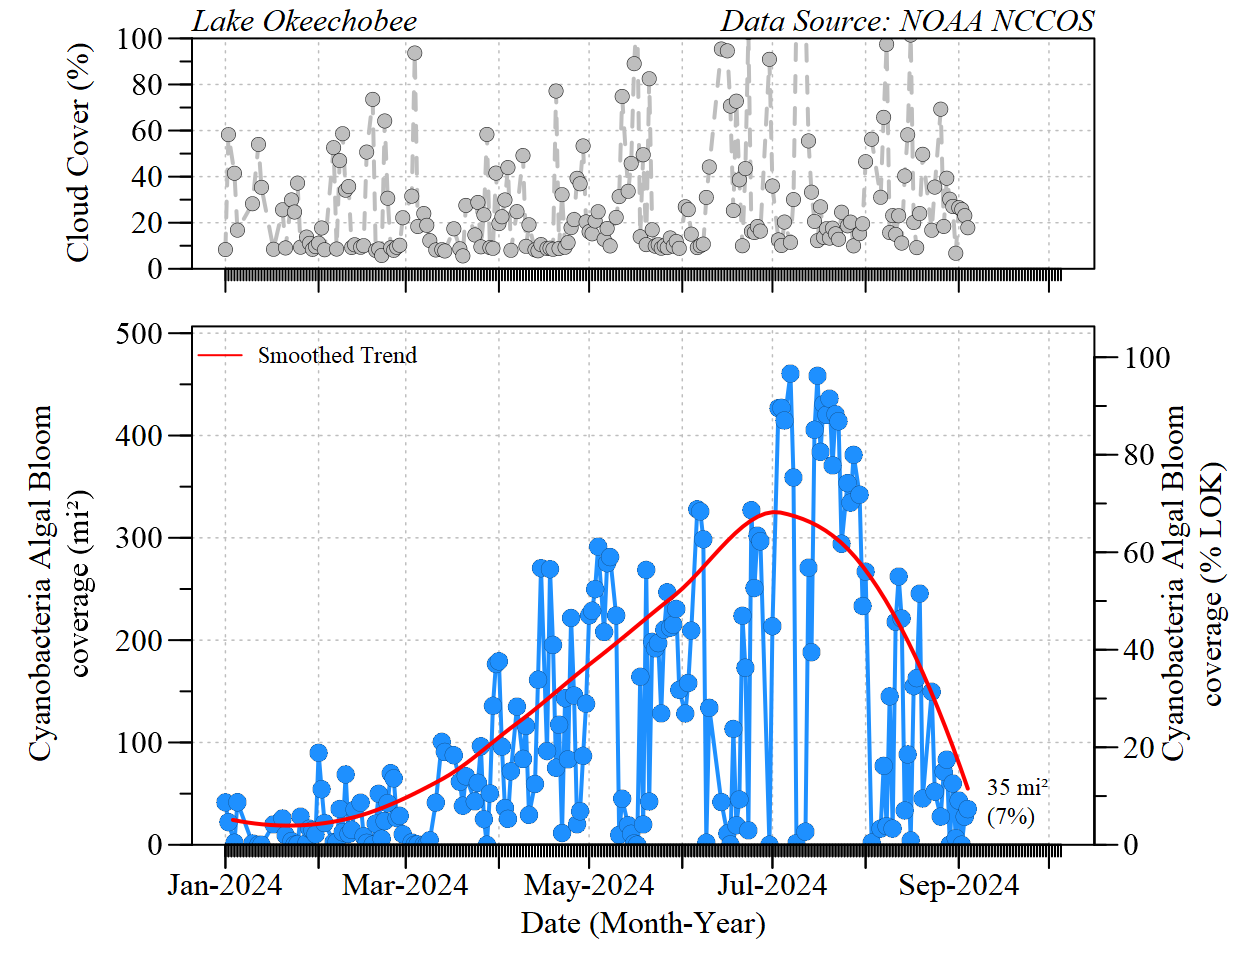 Lake Okeechobee
Data Source: NOAA NCCOS
Cloud Cover (%)
100
80
60
40
20
0
Smoothed Trend
Cyanobacteria Algal Bloom
coverage (mi²)
500
400
300
200
100
0
100
80
60
40
20
0
Cyanobacteria Algal Bloom
coverage (% LOK)
35 mi²
(7%)
Jan-2024 Mar-2024 May-2024 Jul-2024 Sep-2024
Date (Month-Year)